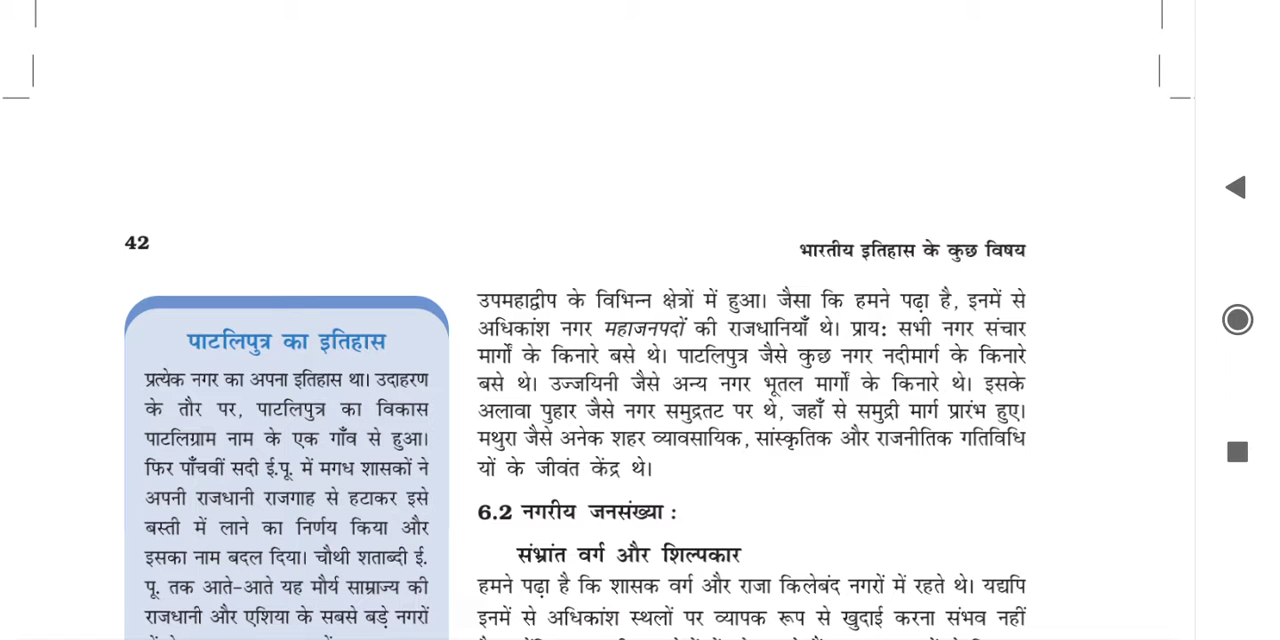 42
भारतीय इतिहास के कुछ विषय
पाटलिपुत्र का इतिहास
प्रत्येक नगर का अपना इतिहास था। उदाहरण
के तौर पर, पाटलिपुत्र का विकास
पाटलिग्राम नाम के एक गाँव से हुआ।
फिर पाँचवीं सदी ई.पू. में मगध शासकों ने
अपनी राजधानी राजगाह से हटाकर इसे
बस्ती में लाने का निर्णय किया और
इसका नाम बदल दिया। चौथी शताब्दी ई.
पू. तक आते-आते यह मौर्य साम्राज्य की
राजधानी और एशिया के सबसे बड़े नगरों
उपमहाद्वीप के विभिन्न क्षेत्रों में हुआ। जैसा कि हमने पढ़ा है, इनमें से
अधिकांश नगर महाजनपदों की राजधानियाँ थे। प्राय: सभी नगर संचार
मार्गों के किनारे बसे थे। पाटलिपुत्र जैसे कुछ नगर नदीमार्ग के किनारे
बसे थे। उज्जयिनी जैसे अन्य नगर भूतल मार्गों के किनारे थे। इसके
अलावा पुहार जैसे नगर समुद्रतट पर थे, जहाँ से समुद्री मार्ग प्रारंभ हुए।
मथुरा जैसे अनेक शहर व्यावसायिक, सांस्कृतिक और राजनीतिक गतिविधि
यों के जीवंत केंद्र थे।
6.2 नगरीय जनसंख्या :
संभ्रांत वर्ग और शिल्पकार
हमने पढ़ा है कि शासक वर्ग और राजा किलेबंद नगरों में रहते थे। यद्यपि
इनमें से अधिकांश स्थलों पर व्यापक रूप से खुदाई करना संभव नहीं